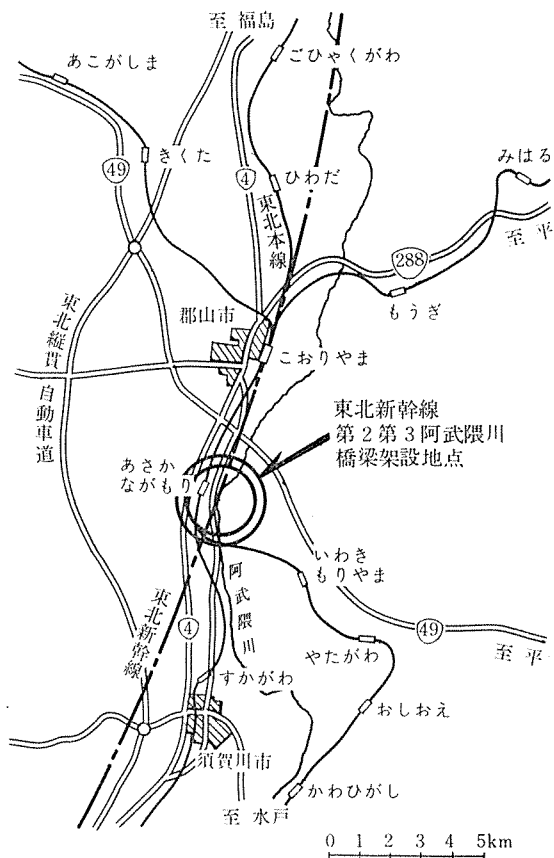 至 福島
あこがしま
ごひゃくがわ
きくた
49
4
ひわだ
みはる
東北本線
至 平
288
もうぎ
郡山市
こおりやま
東北縦貫自動車道
東北新幹線
第2第3阿武隈川
橋梁架設地点
あさか
ながもり
いわき
もりやま
阿武隈川
東北新幹線
4
49
至 平
やたがわ
すかがわ
おしおえ
須賀川市
かわひがし
至 水戸
0 1 2 3 4 5km